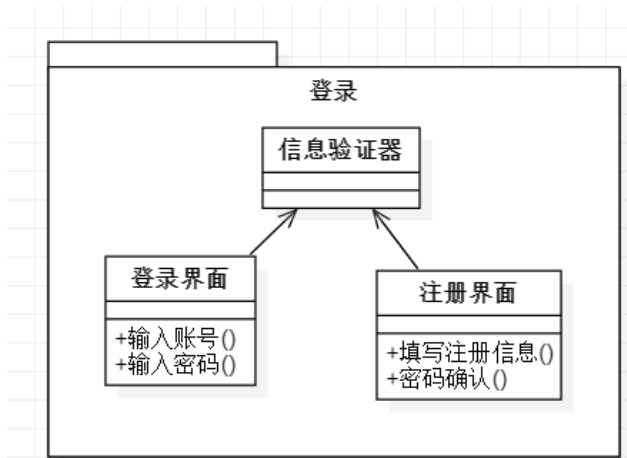 登录
信息验证器
登录界面
+输入账号()
+输入密码()
注册界面
+填写注册信息()
+密码确认()